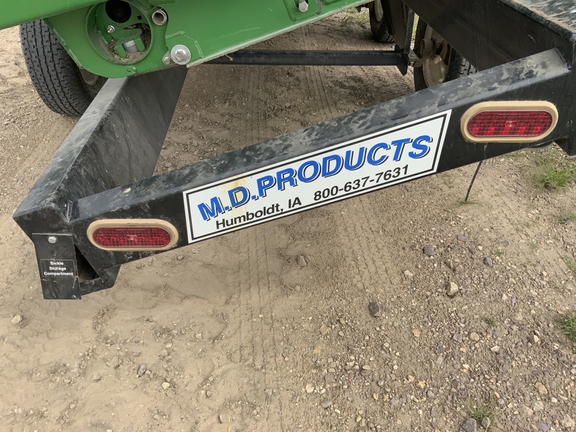 M.D. PRODUCTS
Humboldt, IA 800-637-7631
Sickle
Storage
Compartment